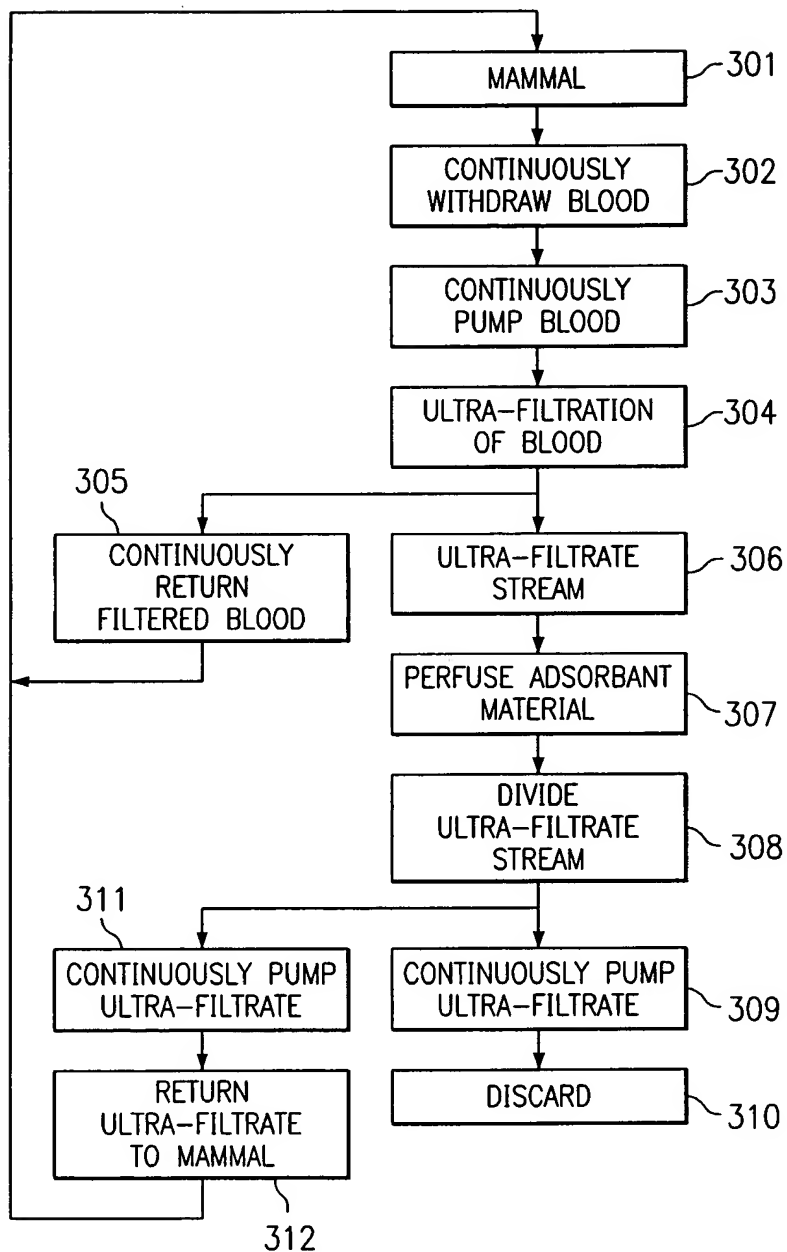 MAMMAL
301
CONTINUOUSLY
WITHDRAW BLOOD
302
CONTINUOUSLY
PUMP BLOOD
303
ULTRA-FILTRATION
OF BLOOD
304
305
CONTINUOUSLY
RETURN
FILTERED BLOOD
ULTRA-FILTRATE
STREAM
306
PERFUSE ADSORBANT
MATERIAL
307
DIVIDE
ULTRA-FILTRATE
STREAM
308
311
CONTINUOUSLY PUMP
ULTRA-FILTRATE
CONTINUOUSLY PUMP
ULTRA-FILTRATE
309
RETURN
ULTRA-FILTRATE
TO MAMMAL
312
DISCARD
310